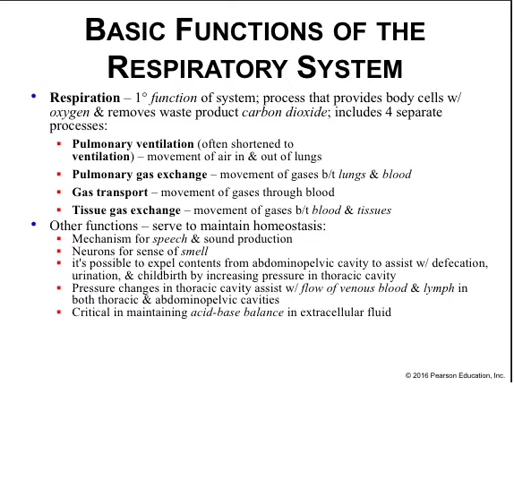 BASIC FUNCTIONS OF THE
RESPIRATORY SYSTEM
• Respiration – 1° function of system; process that provides body cells w/
oxygen & removes waste product carbon dioxide; includes 4 separate
processes:
▪ Pulmonary ventilation (often shortened to
ventilation) – movement of air in & out of lungs
▪ Pulmonary gas exchange – movement of gases b/t lungs & blood
▪ Gas transport – movement of gases through blood
▪ Tissue gas exchange – movement of gases b/t blood & tissues
• Other functions – serve to maintain homeostasis:
▪ Mechanism for speech & sound production
▪ Neurons for sense of smell
▪ it's possible to expel contents from abdominopelvic cavity to assist w/ defecation,
urination, & childbirth by increasing pressure in thoracic cavity
▪ Pressure changes in thoracic cavity assist w/ flow of venous blood & lymph in
both thoracic & abdominopelvic cavities
▪ Critical in maintaining acid-base balance in extracellular fluid
© 2016 Pearson Education, Inc.